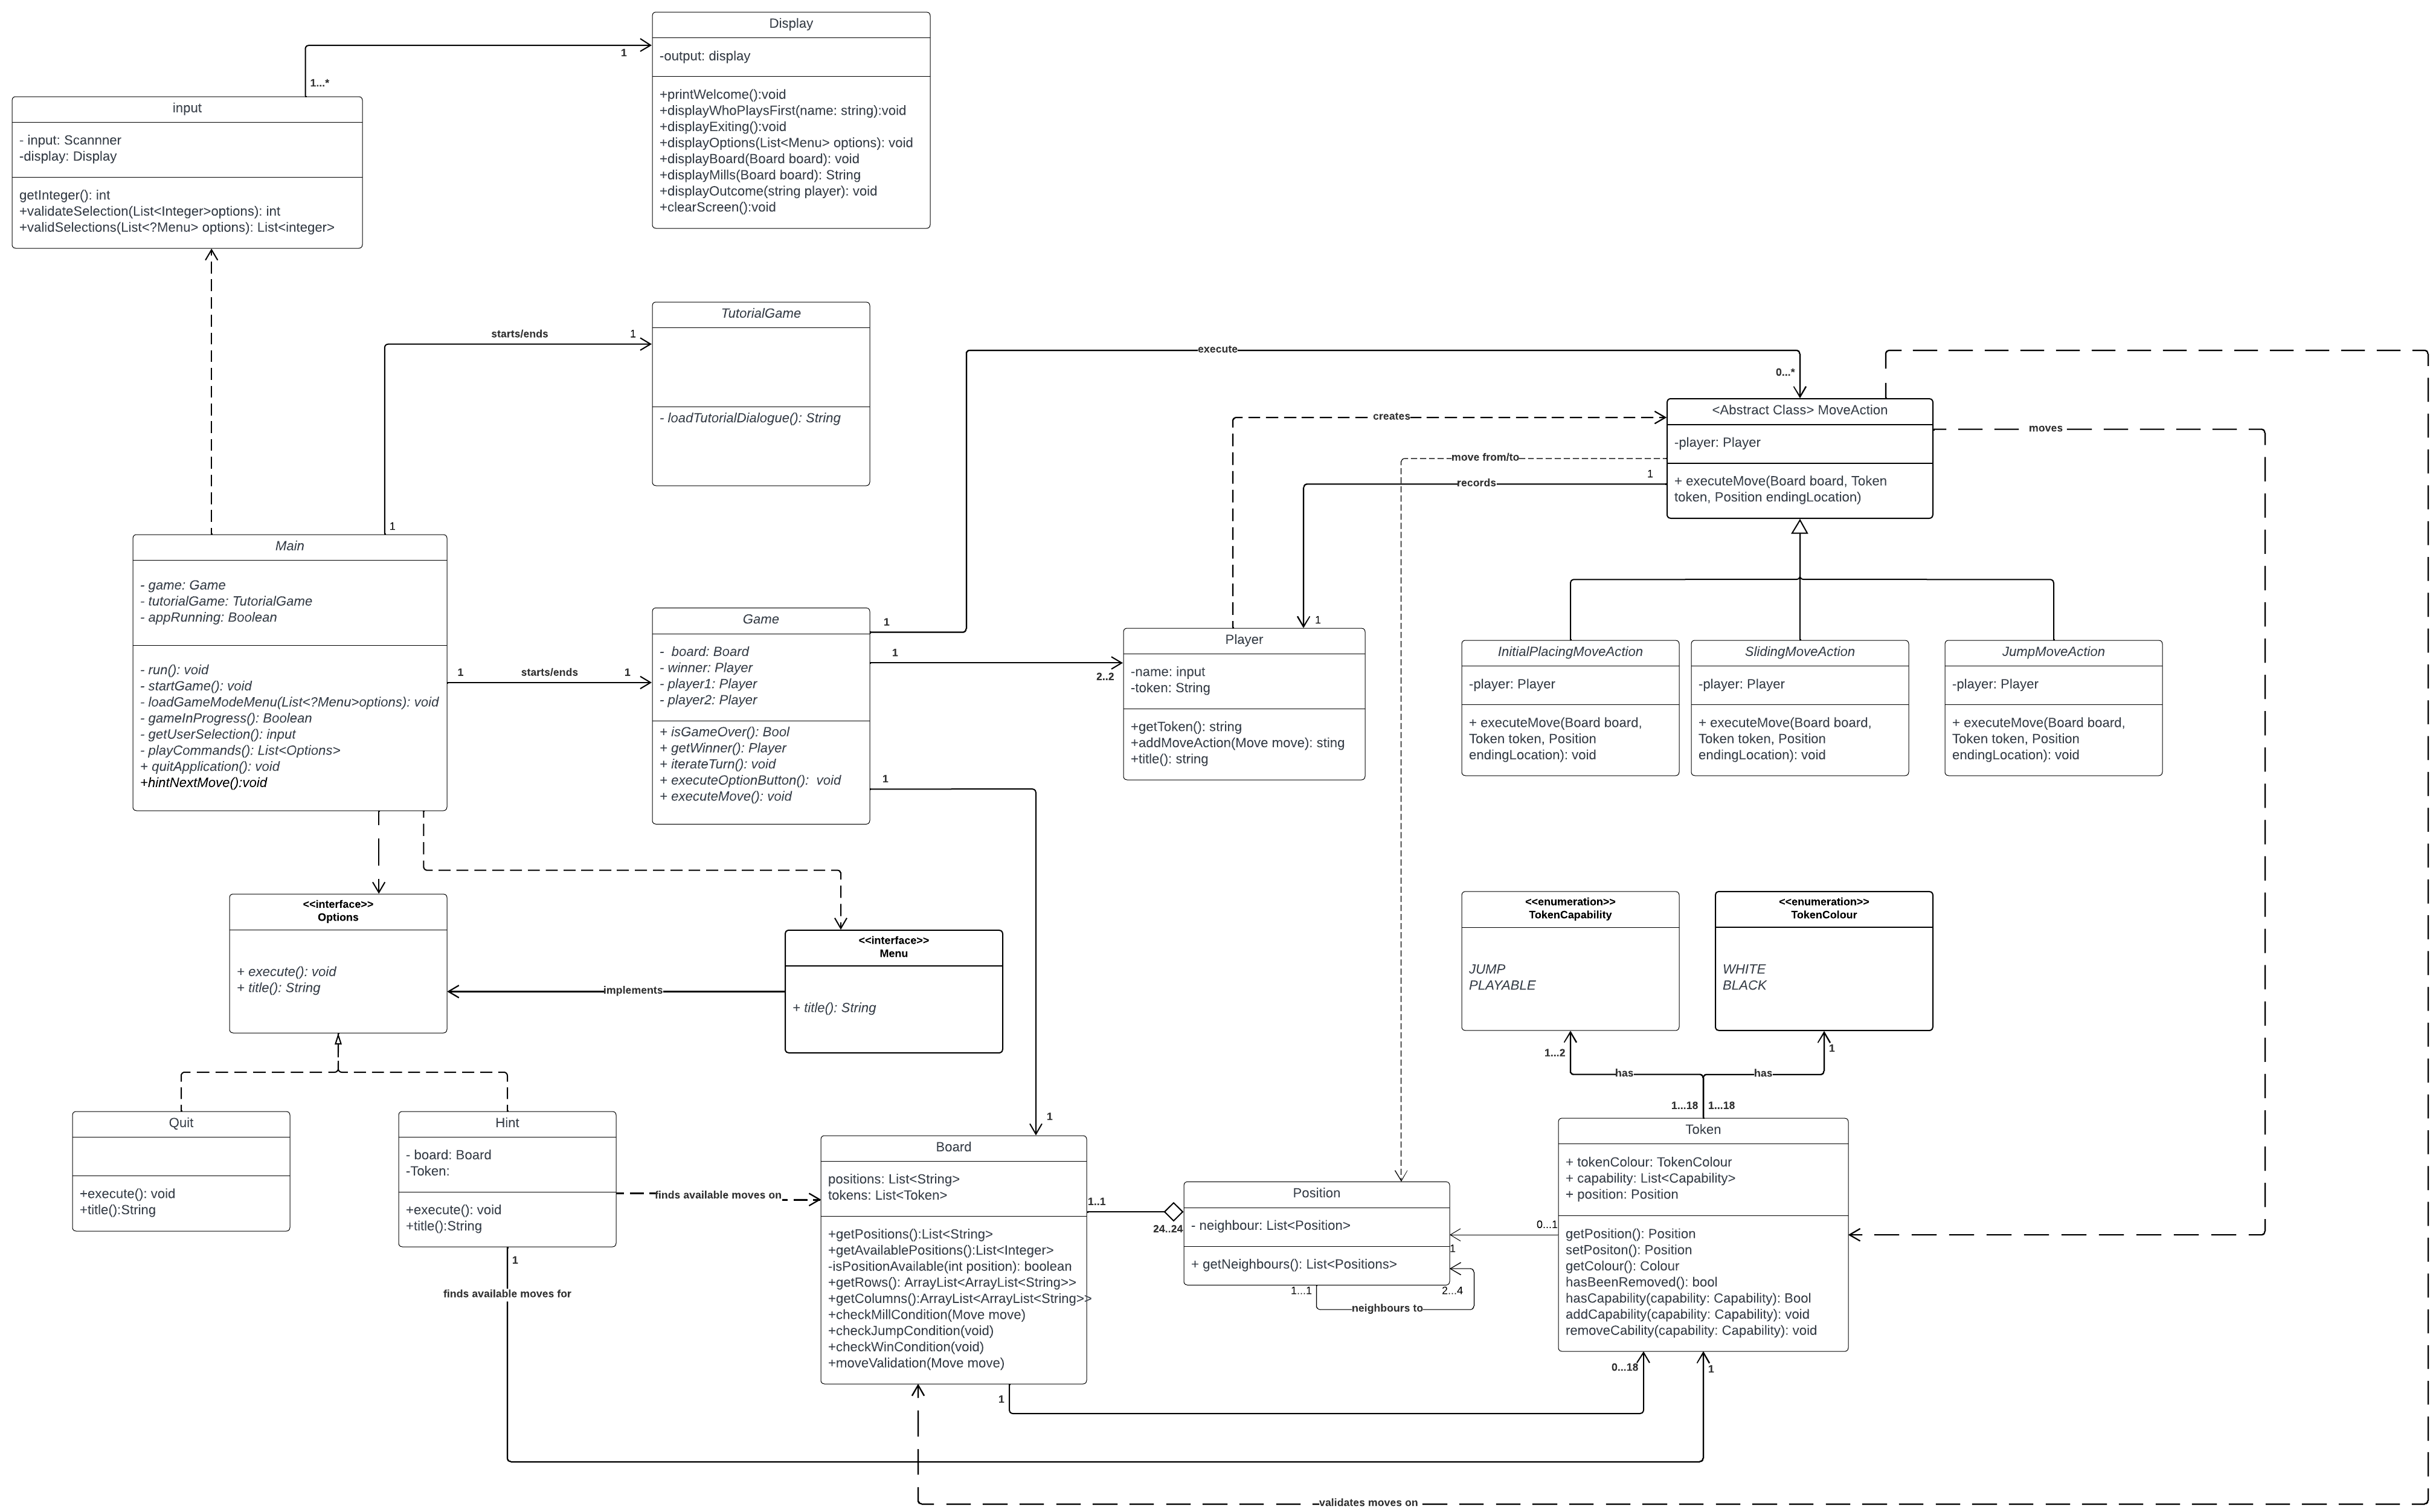 Display
-output: display
+printWelcome():void
+displayWhoPlaysFirst(name: string):void
+displayExiting():void
+displayOptions(List<Menu> options): void
+displayBoard(Board board): void
+displayMills(Board board): String
+displayOutcome(string player): void
+clearScreen():void
1
1...*
input
- input: Scannner
-display: Display
getInteger(): int
+validateSelection(List<Integer>options): int
+validSelections(List<?Menu> options): List<integer>
TutorialGame
- loadTutorialDialogue(): String
starts/ends
1
1
execute
0...*
creates
move from/to
records
1
1
moves
<Abstract Class> MoveAction
-player: Player
+ executeMove(Board board, Token
token, Position endingLocation)
Main
- game: Game
- tutorialGame: TutorialGame
- appRunning: Boolean
- run(): void
- startGame(): void
- loadGameModeMenu(List<?Menu>options): void
- gameInProgress(): Boolean
- getUserSelection(): input
- playCommands(): List<Options>
+ quitApplication(): void
+hintNextMove():void
1
starts/ends
1
Game
-  board: Board
- winner: Player
- player1: Player
- player2: Player
+ isGameOver(): Bool
+ getWinner(): Player
+ iterateTurn(): void
+ executeOptionButton():  void
+ executeMove(): void
1
1
2..2
1
Player
-name: input
-token: String
+getToken(): string
+addMoveAction(Move move): sting
+title(): string
InitialPlacingMoveAction
-player: Player
+ executeMove(Board board,
Token token, Position
endingLocation): void
SlidingMoveAction
-player: Player
+ executeMove(Board board,
Token token, Position
endingLocation): void
JumpMoveAction
-player: Player
+ executeMove(Board board,
Token token, Position
endingLocation): void
<<interface>>
Options
+ execute(): void
+ title(): String
implements
<<interface>>
Menu
+ title(): String
<<enumeration>>
TokenCapability
JUMP
PLAYABLE
<<enumeration>>
TokenColour
WHITE
BLACK
1...2
1
has
has
1...18
1...18
Quit
+execute(): void
+title():String
Hint
- board: Board
-Token:
+execute(): void
+title():String
finds available moves on
1
finds available moves for
1
Board
positions: List<String>
tokens: List<Token>
+getPositions():List<String>
+getAvailablePositions():List<Integer>
-isPositionAvailable(int position): boolean
+getRows(): ArrayList<ArrayList<String>>
+getColumns():ArrayList<ArrayList<String>>
+checkMillCondition(Move move)
+checkJumpCondition(void)
+checkWinCondition(void)
+moveValidation(Move move)
1..1
24..24
Position
- neighbour: List<Position>
+ getNeighbours(): List<Positions>
0...1
1
1...1
2...4
neighbours to
Token
+ tokenColour: TokenColour
+ capability: List<Capability>
+ position: Position
getPosition(): Position
setPositon(): Position
getColour(): Colour
hasBeenRemoved(): bool
hasCapability(capability: Capability): Bool
addCapability(capability: Capability): void
removeCability(capability: Capability): void
0...18
1
1
validates moves on